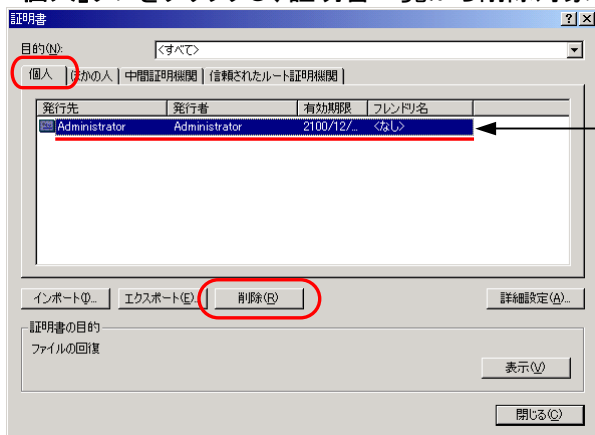 証明書
目的(N):
<すべて>
個人
ほかの人
中間証明機関
信頼されたルート証明機関
発行先 発行者 有効期限 フレンドリ名
Administrator Administrator 2100/12/... <なし>
インポート(I)...
エクスポート(E)...
削除(R)
詳細設定(A)...
証明書の目的
ファイルの回復
表示(V)
閉じる(C)